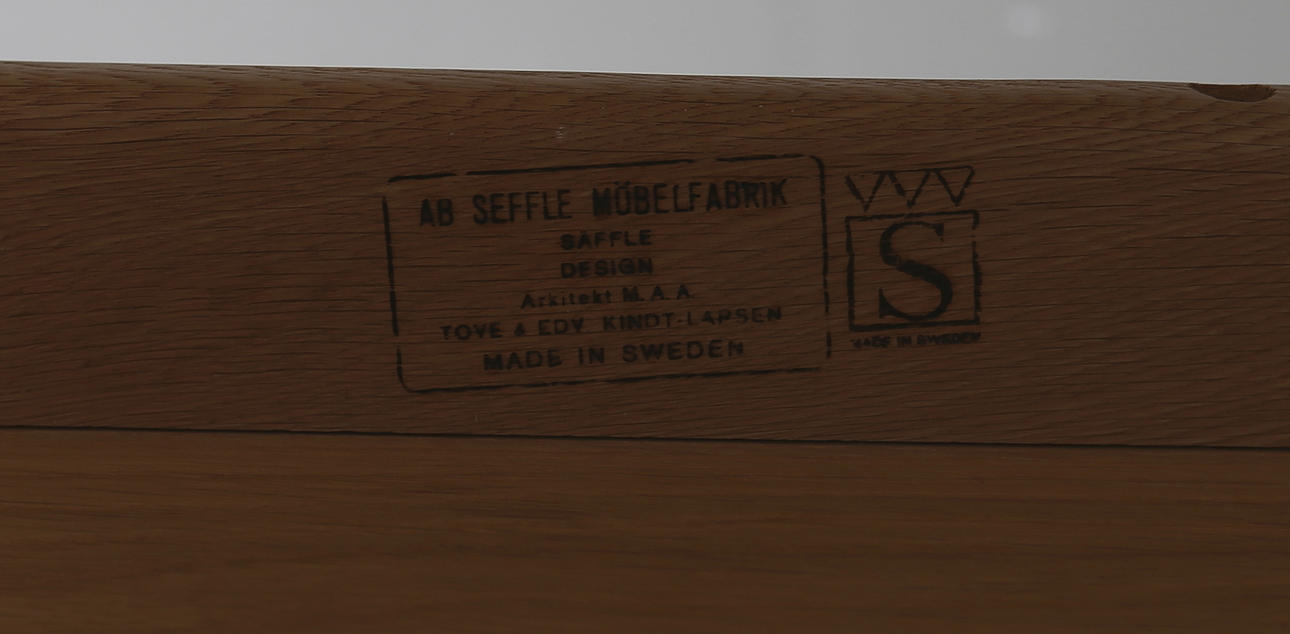 AB SEFFLE MÖBELFABRIK
SÄFFLE
DESIGN
Arkitekt M.A.A.
TOVE & EDV. KINDT-LARSEN
MADE IN SWEDEN
S
MADE IN SWEDEN